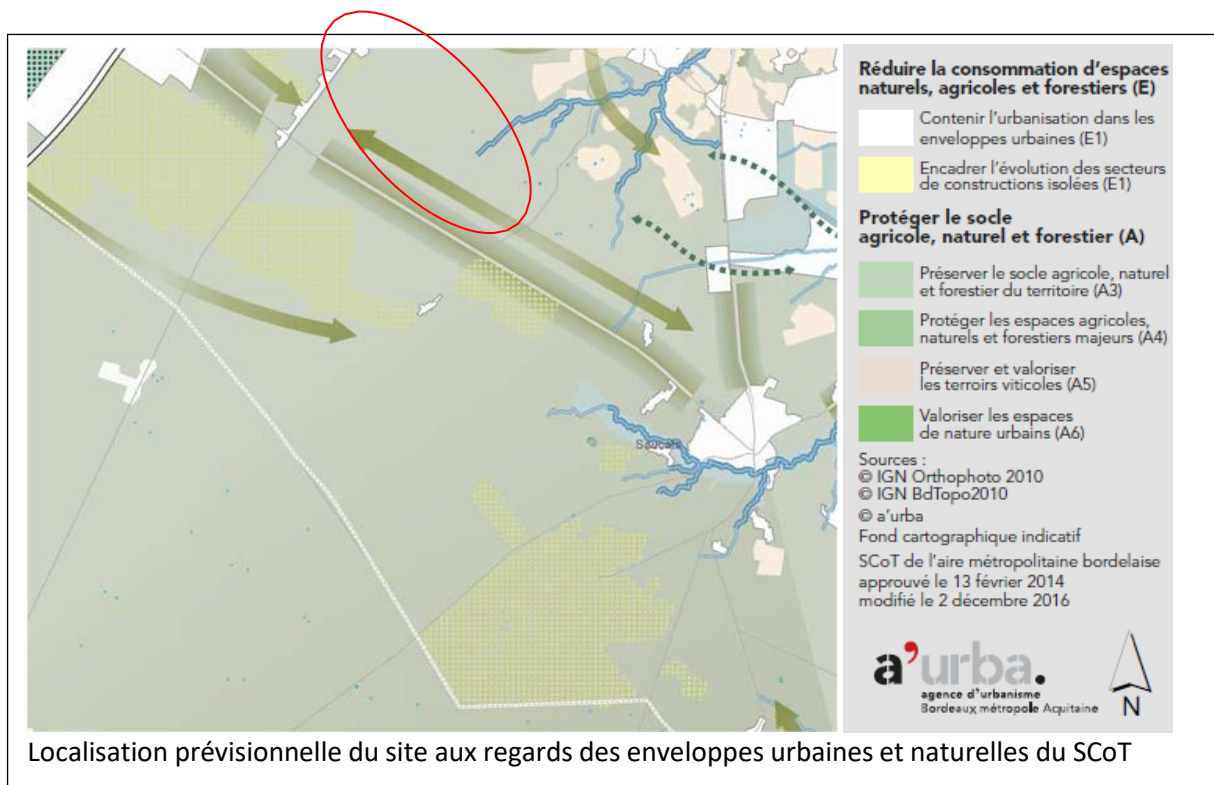 Réduire la consommation d'espaces
naturels, agricoles et forestiers (E)
Contenir l'urbanisation dans les
enveloppes urbaines (E1)
Encadrer l'évolution des secteurs
de constructions isolées (E1)
Protéger le socle
agricole, naturel et forestier (A)
Préserver le socle agricole, naturel
et forestier du territoire (A3)
Protéger les espaces agricoles,
naturels et forestiers majeurs (A4)
Préserver et valoriser
les terroirs viticoles (A5)
Valoriser les espaces
de nature urbains (A6)
Sources :
© IGN Orthophoto 2010
© IGN BdTopo2010
© a'urba
Fond cartographique indicatif
SCoT de l'aire métropolitaine bordelaise
approuvé le 13 février 2014
modifié le 2 décembre 2016
Saucats
a'urba.
agence d'urbanisme
Bordeaux métropole Aquitaine
N
Localisation prévisionnelle du site aux regards des enveloppes urbaines et naturelles du SCoT